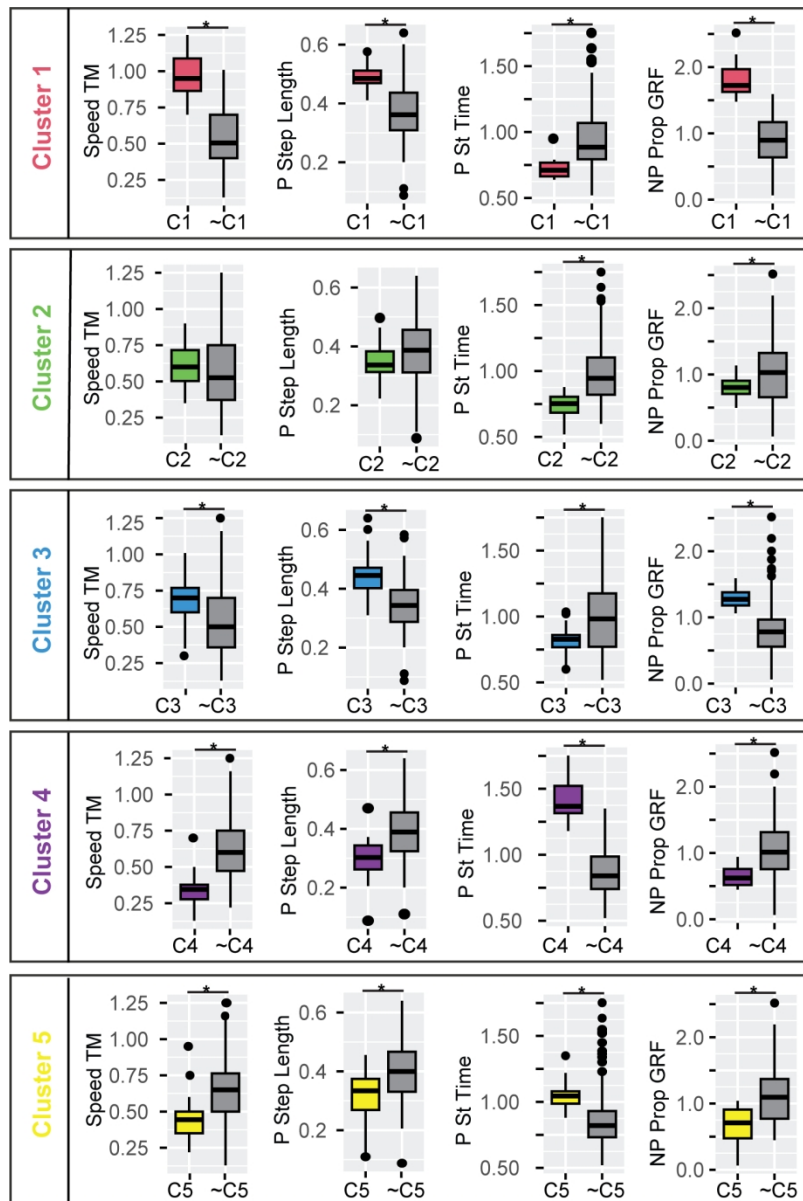 Cluster 1
Speed TM
1.25
1.00
0.75
0.50
0.25
*
C1 ~C1
P Step Length
0.6
0.4
0.2
*
C1 ~C1
P St Time
1.50
1.00
0.50
*
C1 ~C1
NP Prop GRF
2.0
1.0
0.0
*
C1 ~C1
Cluster 2
Speed TM
1.25
1.00
0.75
0.50
0.25
C2 ~C2
P Step Length
0.6
0.4
0.2
C2 ~C2
P St Time
1.50
1.00
0.50
*
C2 ~C2
NP Prop GRF
2.0
1.0
0.0
*
C2 ~C2
Cluster 3
Speed TM
1.25
1.00
0.75
0.50
0.25
*
C3 ~C3
P Step Length
0.6
0.4
0.2
*
C3 ~C3
P St Time
1.50
1.00
0.50
*
C3 ~C3
NP Prop GRF
2.0
1.0
0.0
*
C3 ~C3
Cluster 4
Speed TM
1.25
1.00
0.75
0.50
0.25
*
C4 ~C4
P Step Length
0.6
0.4
0.2
*
C4 ~C4
P St Time
1.50
1.00
0.50
*
C4 ~C4
NP Prop GRF
2.0
1.0
0.0
*
C4 ~C4
Cluster 5
Speed TM
1.25
1.00
0.75
0.50
0.25
*
C5 ~C5
P Step Length
0.6
0.4
0.2
*
C5 ~C5
P St Time
1.50
1.00
0.50
*
C5 ~C5
NP Prop GRF
2.0
1.0
0.0
*
C5 ~C5